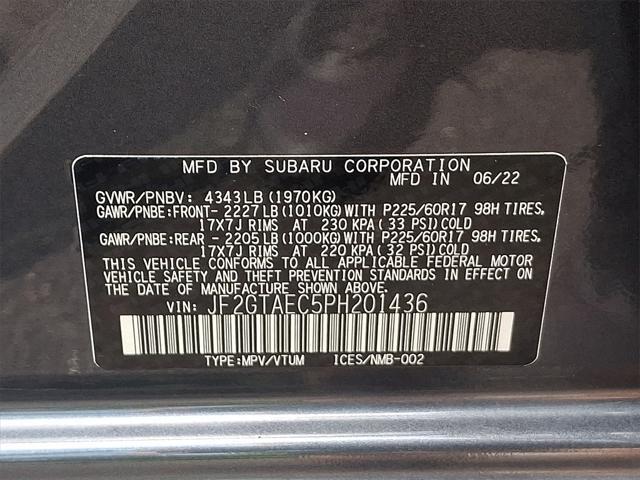 MFD BY SUBARU CORPORATION
MFD IN 06/22
GVWR/PNBV: 4343LB (1970KG)
GAWR/PNBE:FRONT- 2227LB (1010KG) WITH P225/60R17 98H TIRES,
17X7J RIMS AT 230 KPA ( 33 PSI) COLD
GAWR/PNBE:REAR - 2205LB (1000KG) WITH P225/60R17 98H TIRES,
17X7J RIMS AT 220 KPA ( 32 PSI) COLD
THIS VEHICLE CONFORMS TO ALL APPLICABLE FEDERAL MOTOR
VEHICLE SAFETY AND THEFT PREVENTION STANDARDS IN EFFECT ON
THE DATE OF MANUFACTURE SHOWN ABOVE.
VIN: JF2GTAEC5PH201436
TYPE:MPV/VTUM ICES/NMB-002